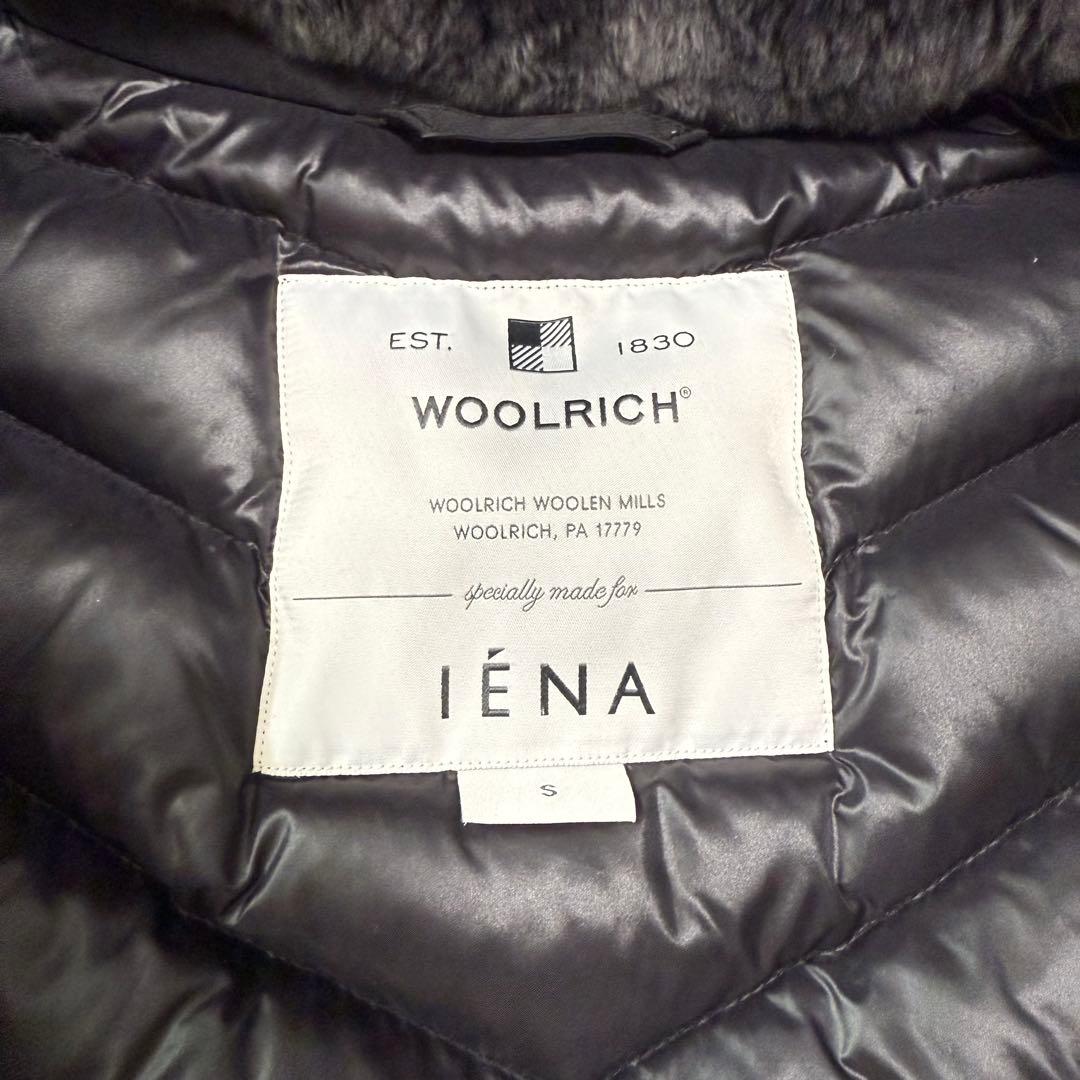 EST. 1830
WOOLRICH®
WOOLRICH WOOLEN MILLS
WOOLRICH, PA 17779
specially made for
IÉNA
S